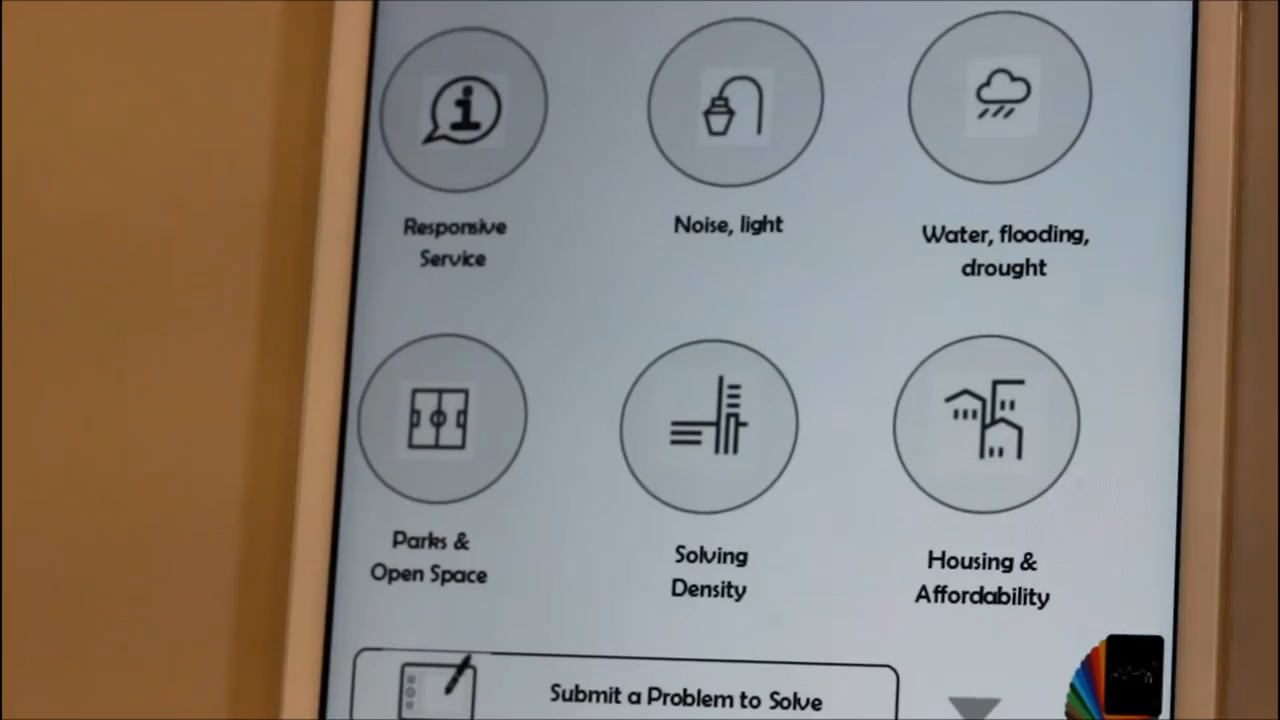 Responsive
Service
Noise, light
Water, flooding,
drought
Parks &
Open Space
Solving
Density
Housing &
Affordability
Submit a Problem to Solve